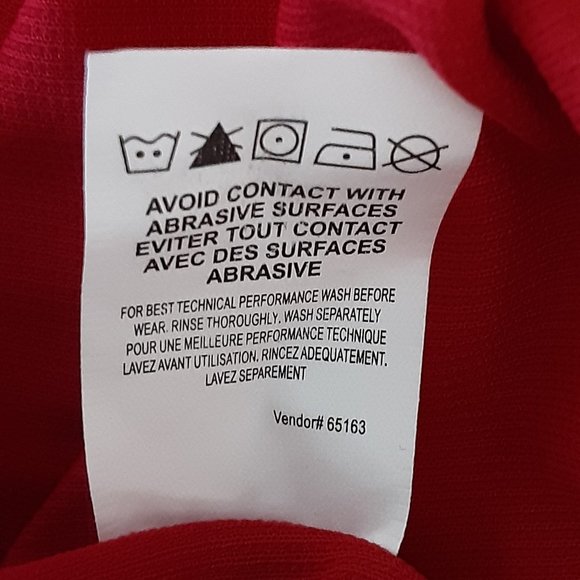 AVOID CONTACT WITH
ABRASIVE SURFACES
EVITER TOUT CONTACT
AVEC DES SURFACES
ABRASIVE
FOR BEST TECHNICAL PERFORMANCE WASH BEFORE
WEAR. RINSE THOROUGHLY. WASH SEPARATELY
POUR UNE MEILLEURE PERFORMANCE TECHNIQUE
LAVEZ AVANT UTILISATION. RINCEZ ADEQUATEMENT.
LAVEZ SEPAREMENT
Vendor# 65163